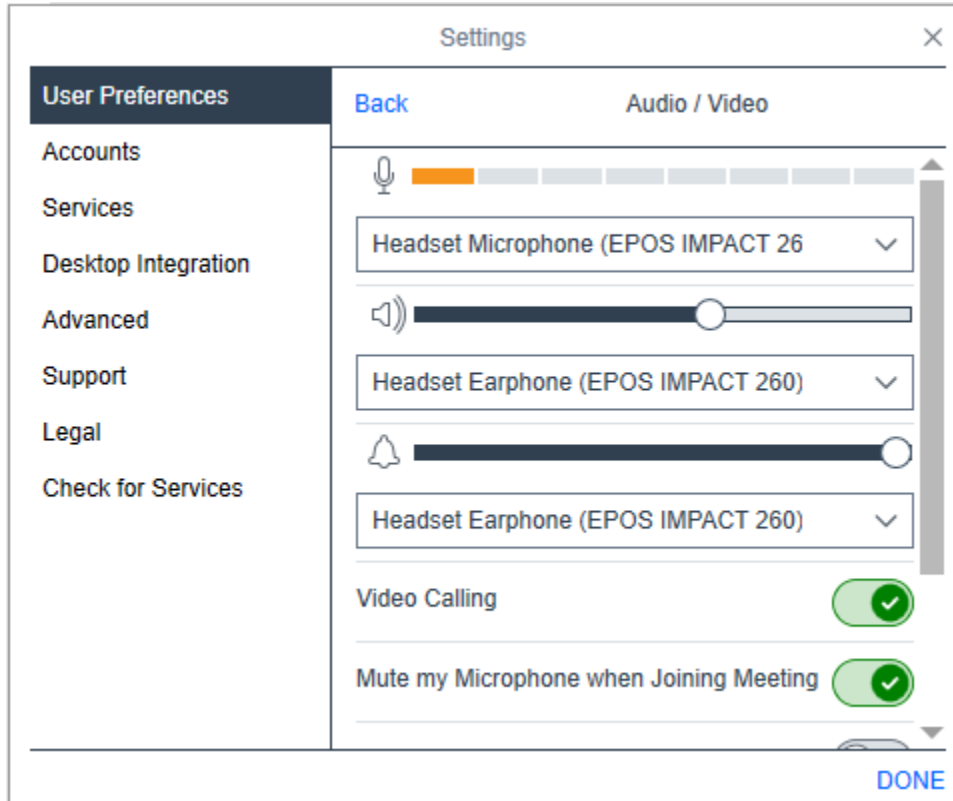 Settings
User Preferences
Accounts
Services
Desktop Integration
Advanced
Support
Legal
Check for Services
Back
Audio / Video
Headset Microphone (EPOS IMPACT 26
Headset Earphone (EPOS IMPACT 260)
Headset Earphone (EPOS IMPACT 260)
Video Calling
Mute my Microphone when Joining Meeting
DONE